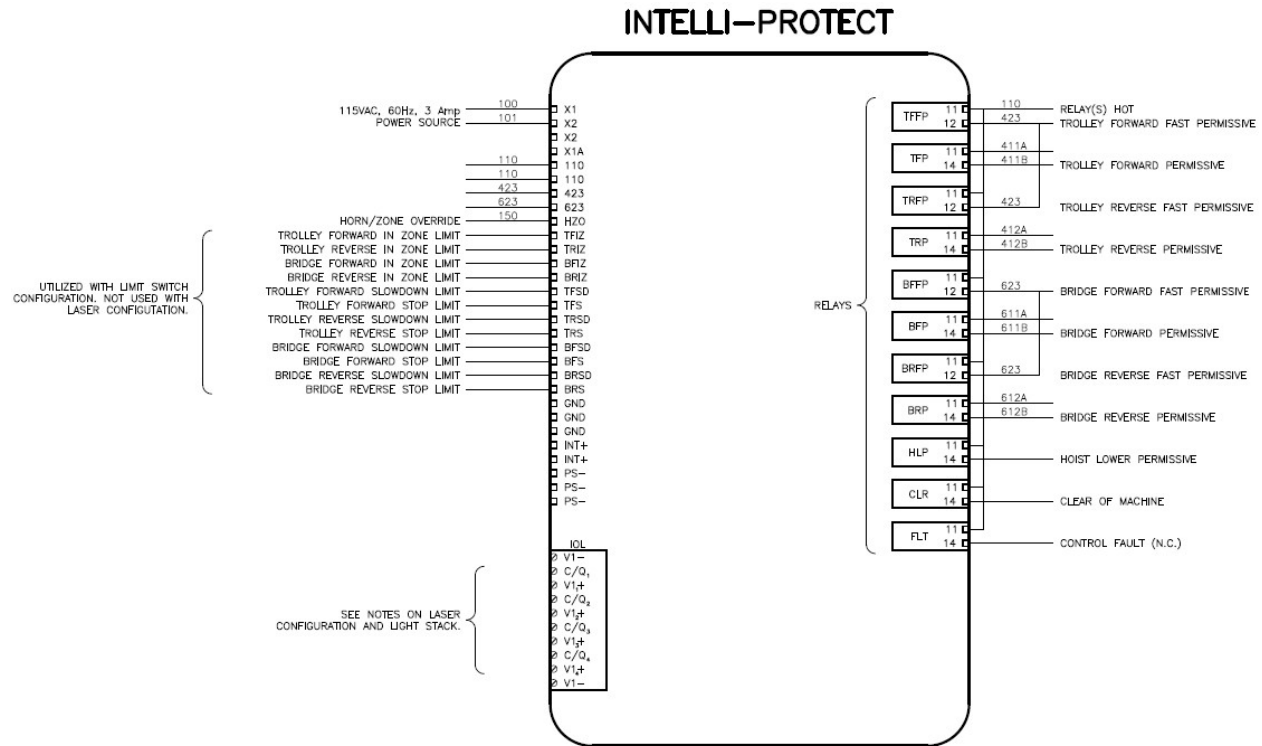 INTELLI-PROTECT
115VAC, 60Hz, 3 Amp 100 X1
POWER SOURCE 101 X2
X2
X1A
110 110
110 110
423 423
623 623
HORN/ZONE OVERRIDE 150 HZO
TROLLEY FORWARD IN ZONE LIMIT TFIZ
TROLLEY REVERSE IN ZONE LIMIT TRIZ
BRIDGE FORWARD IN ZONE LIMIT BFIZ
BRIDGE REVERSE IN ZONE LIMIT BRIZ
TROLLEY FORWARD SLOWDOWN LIMIT TFSD
TROLLEY FORWARD STOP LIMIT TFS
TROLLEY REVERSE SLOWDOWN LIMIT TRSD
TROLLEY REVERSE STOP LIMIT TRS
BRIDGE FORWARD SLOWDOWN LIMIT BFSD
BRIDGE FORWARD STOP LIMIT BFS
BRIDGE REVERSE SLOWDOWN LIMIT BRSD
BRIDGE REVERSE STOP LIMIT BRS
GND
GND
GND
INT+
INT+
PS-
PS-
PS-
UTILIZED WITH LIMIT SWITCH
CONFIGURATION. NOT USED WITH
LASER CONFIGUTATION.
IOL
V1-
C/Q1
V11+
C/Q2
V12+
C/Q3
V13+
C/Q4
V14+
V1-
SEE NOTES ON LASER
CONFIGURATION AND LIGHT STACK.
RELAYS
TFFP 11 110 RELAY(S) HOT
12 423 TROLLEY FORWARD FAST PERMISSIVE
TFP 11 411A
14 411B TROLLEY FORWARD PERMISSIVE
TRFP 11
12 423 TROLLEY REVERSE FAST PERMISSIVE
TRP 11 412A
14 412B TROLLEY REVERSE PERMISSIVE
BFFP 11
12 623 BRIDGE FORWARD FAST PERMISSIVE
BFP 11 611A
14 611B BRIDGE FORWARD PERMISSIVE
BRFP 11
12 623 BRIDGE REVERSE FAST PERMISSIVE
BRP 11 612A
14 612B BRIDGE REVERSE PERMISSIVE
HLP 11
14 HOIST LOWER PERMISSIVE
CLR 11
14 CLEAR OF MACHINE
FLT 11
14 CONTROL FAULT (N.C.)